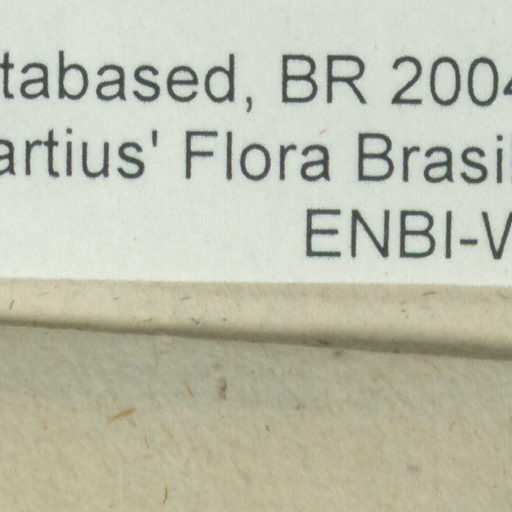 tabased, BR 2004
artius' Flora Brasil
ENBI-V